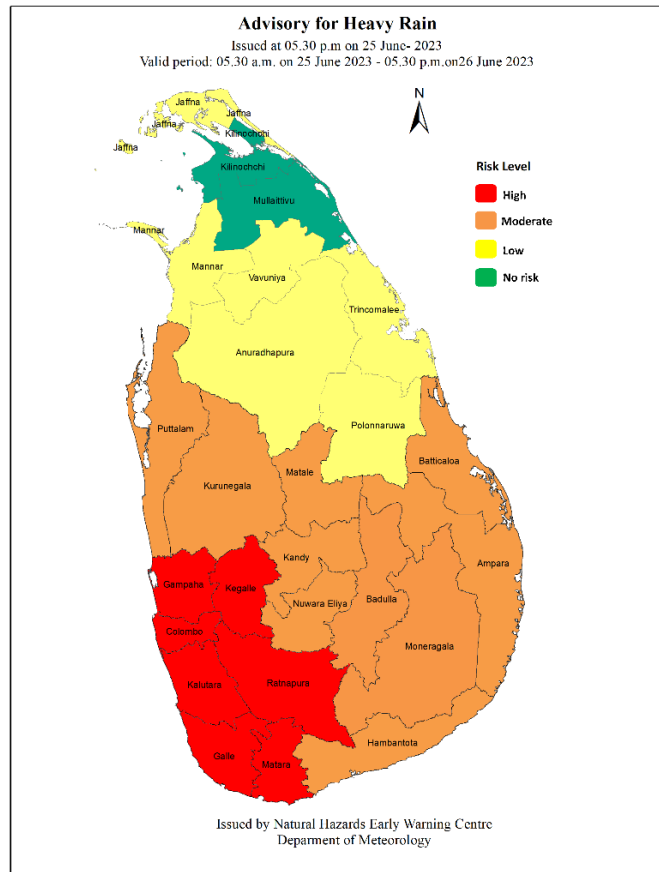 Advisory for Heavy Rain
Issued at 05.30 p.m on 25 June- 2023
Valid period: 05.30 a.m. on 25 June 2023 - 05.30 p.m,on26 June 2023
N
Jaffna
Jaffna
Jaffna
Jaffna
Kilinochchi
Kilinochchi
Mullaittivu
Risk Level
High
Moderate
Low
No risk
Mannar
Mannar
Vavuniya
Trincomalee
Anuradhapura
Polonnaruwa
Puttalam
Batticaloa
Matale
Kurunegala
Kandy
Ampara
Gampaha
Kegalle
Nuwara Eliya
Badulla
Colombo
Moneragala
Kalutara
Ratnapura
Hambantota
Galle
Matara
Issued by Natural Hazards Early Warning Centre
Deparment of Meteorology